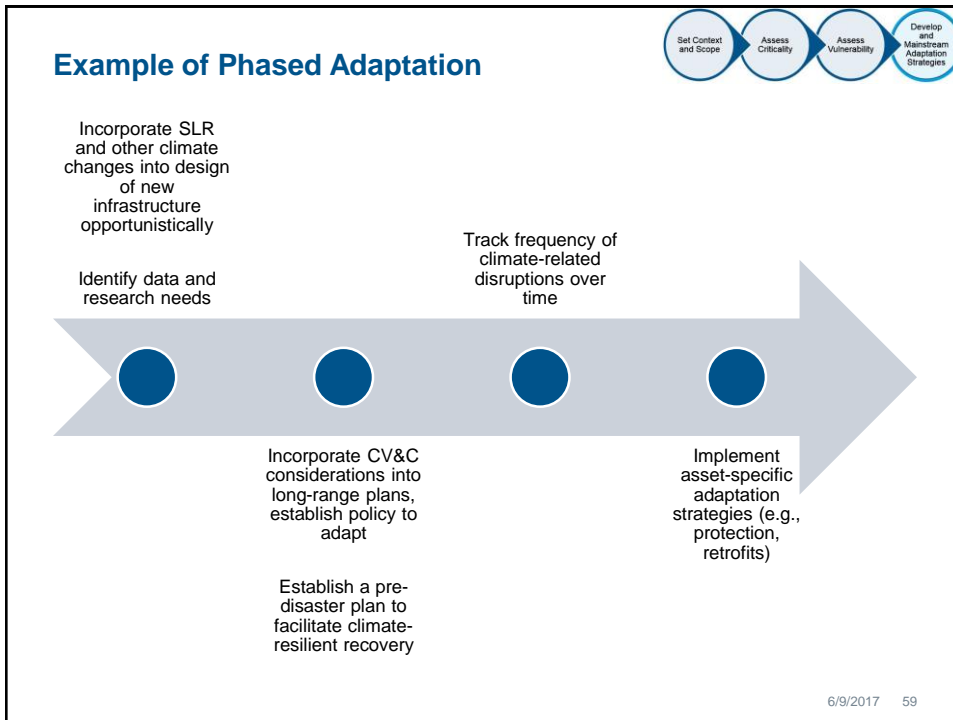 Example of Phased Adaptation
Set Context
and Scope
Assess
Criticality
Assess
Vulnerability
Develop
and
Mainstream
Adaptation
Strategies
Incorporate SLR
and other climate
changes into design
of new
infrastructure
opportunistically
Identify data and
research needs
Track frequency of
climate-related
disruptions over
time
Incorporate CV&C
considerations into
long-range plans,
establish policy to
adapt
Establish a pre-
disaster plan to
facilitate climate-
resilient recovery
Implement
asset-specific
adaptation
strategies (e.g.,
protection,
retrofits)
6/9/2017 59